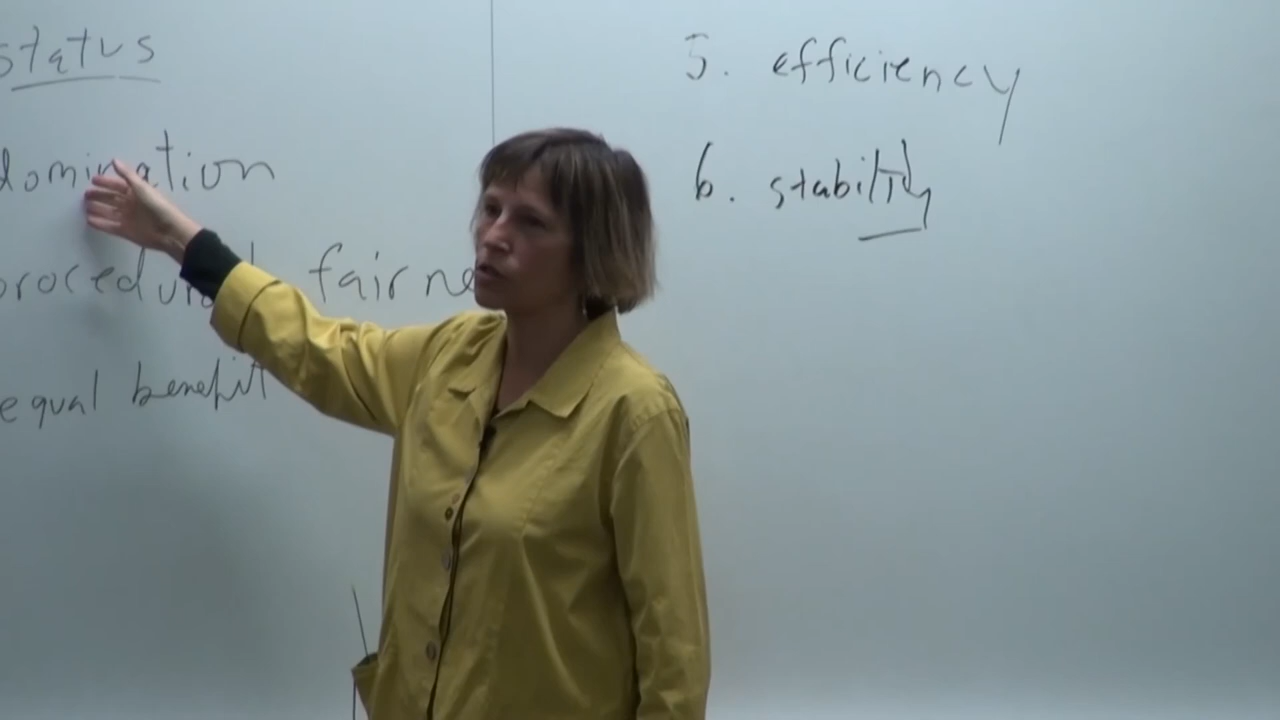 status
domination
procedural fairne
equal benefit
5. efficiency
6. stability